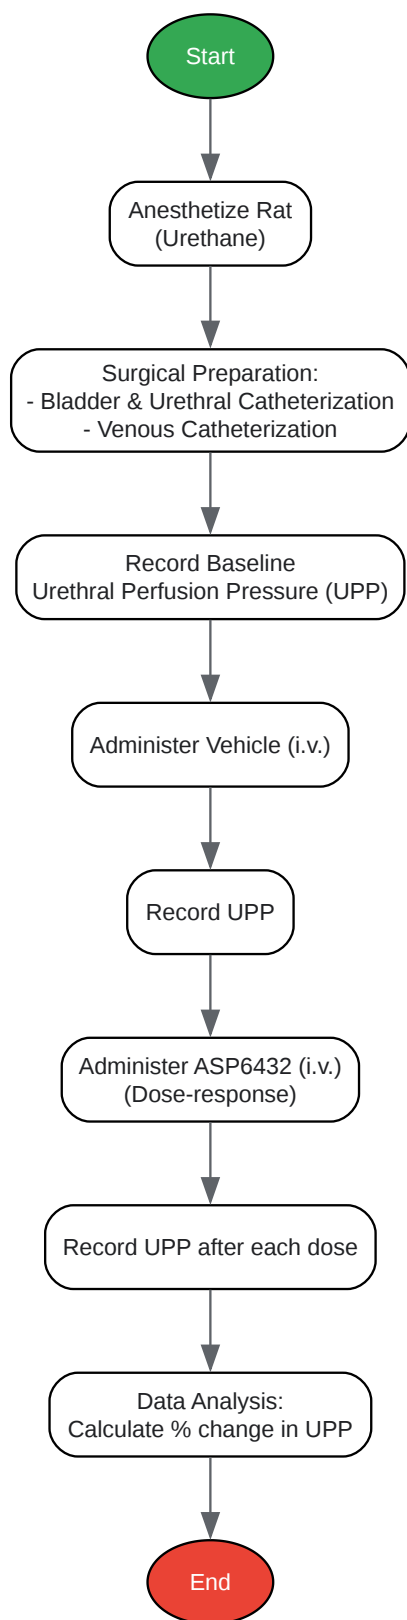 Start
Anesthetize Rat
(Urethane)
Surgical Preparation:
- Bladder & Urethral Catheterization
- Venous Catheterization
Record Baseline
Urethral Perfusion Pressure (UPP)
Administer Vehicle (i.v.)
Record UPP
Administer ASP6432 (i.v.)
(Dose-response)
Record UPP after each dose
Data Analysis:
Calculate % change in UPP
End